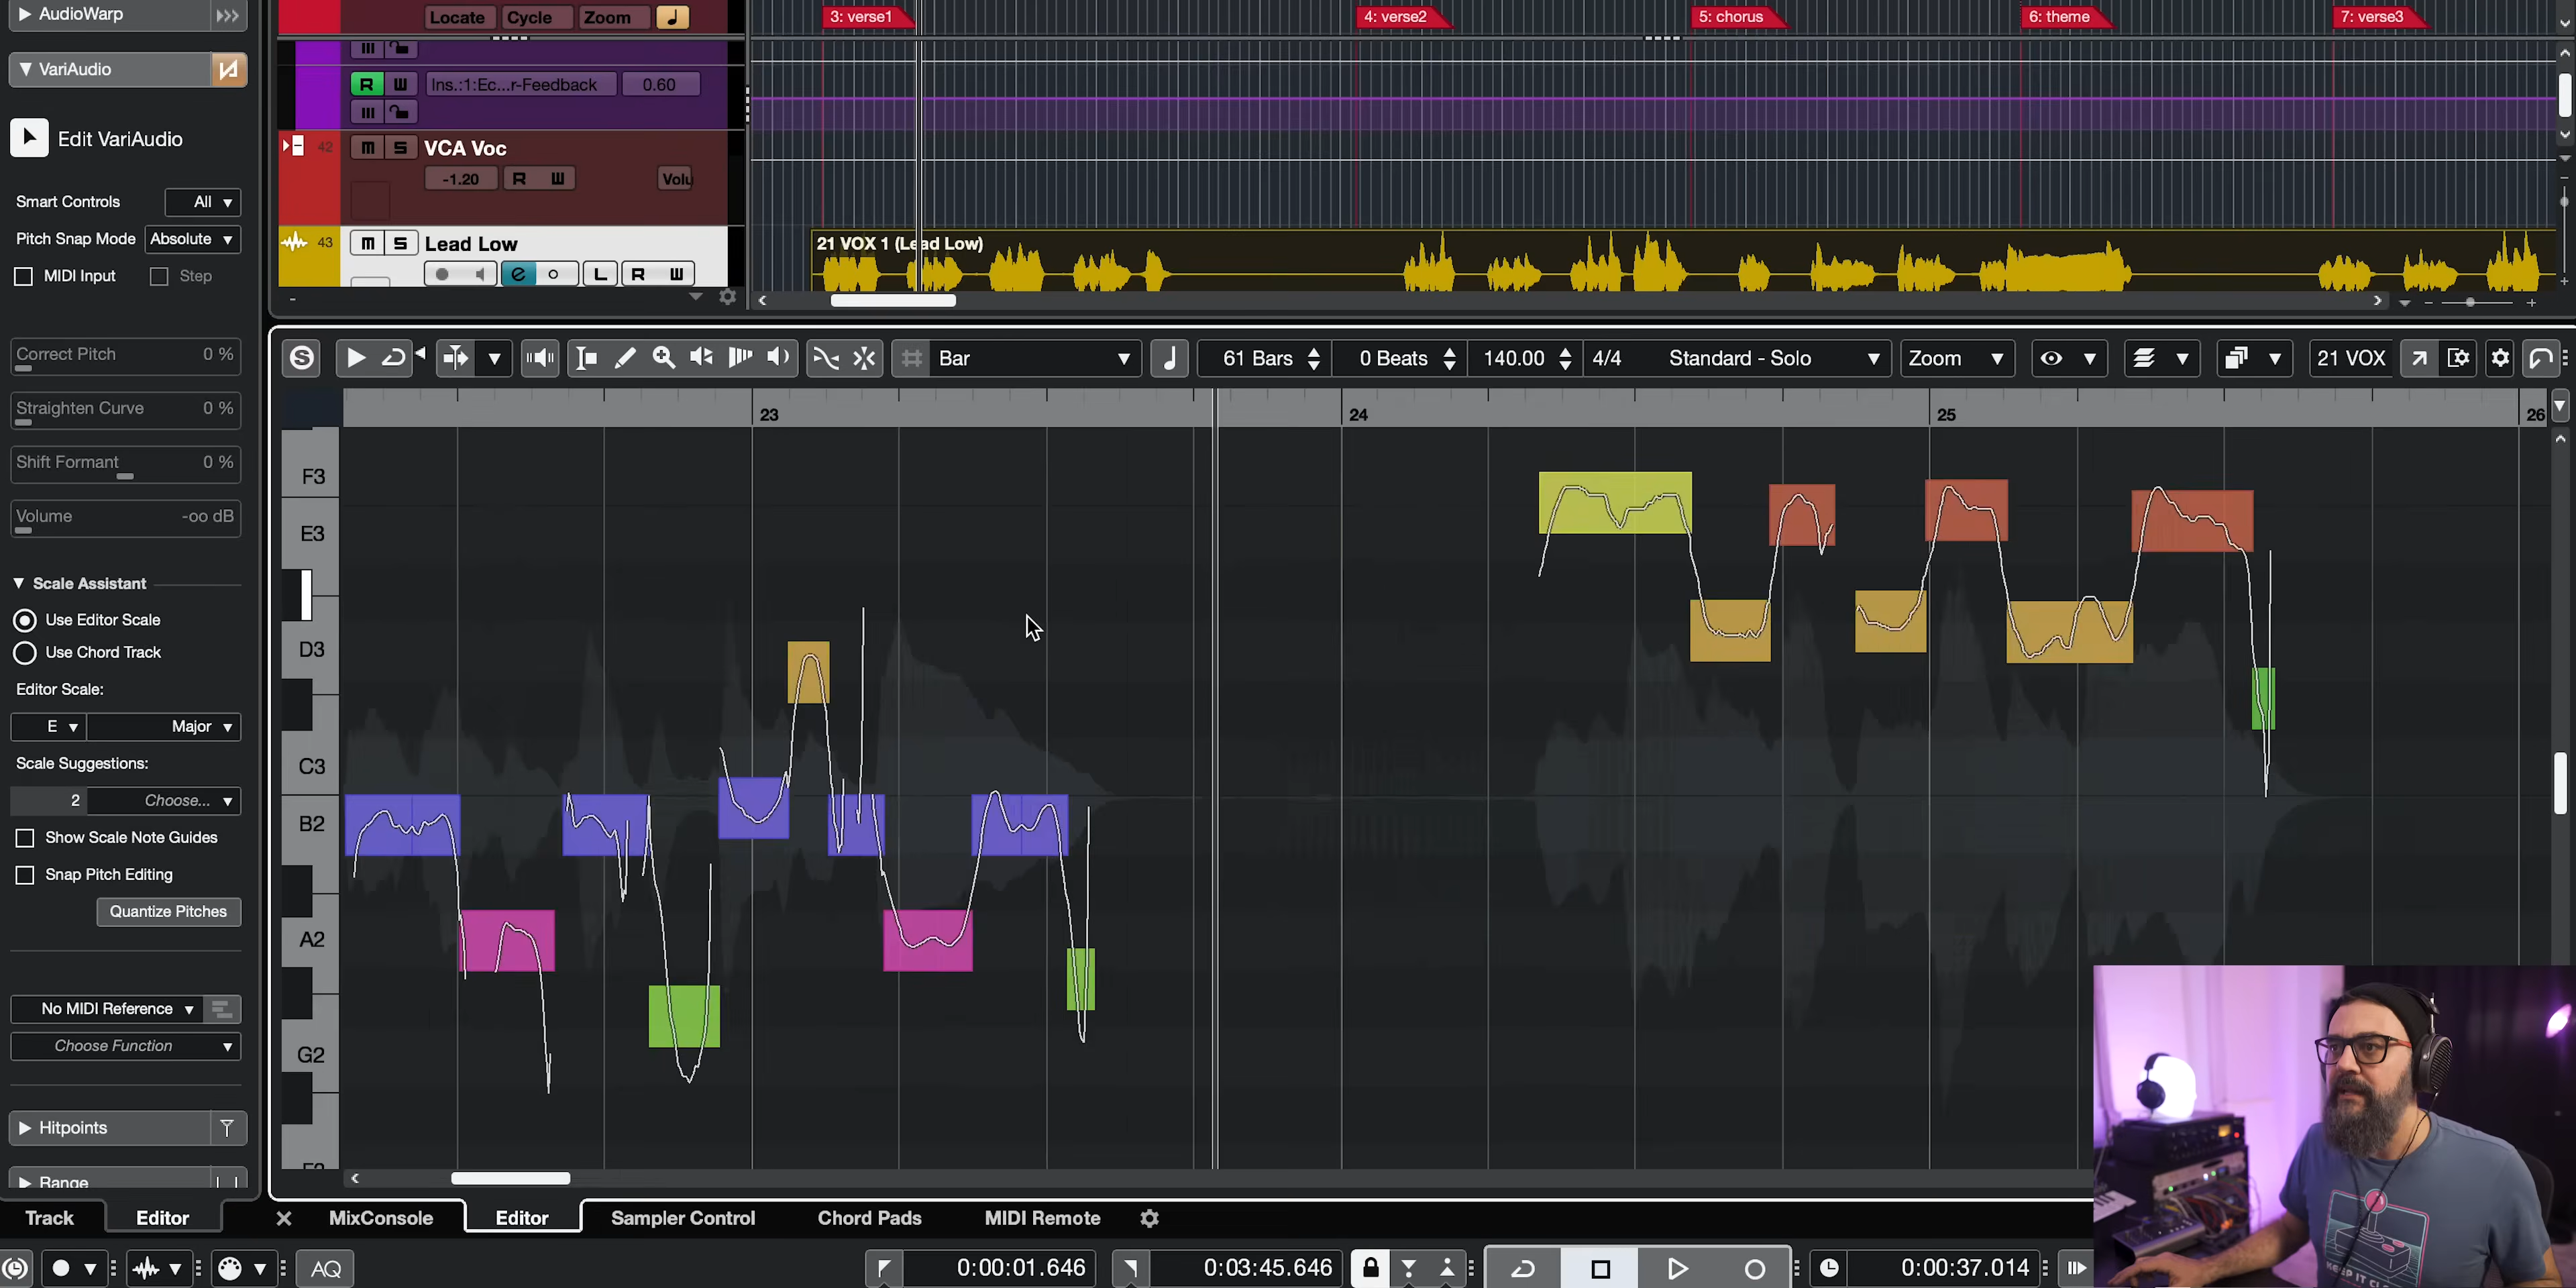 AudioWarp
VariAudio
Edit VariAudio
Smart Controls All
Pitch Snap Mode Absolute
MIDI Input Step
Correct Pitch 0 %
Straighten Curve 0 %
Shift Formant 0 %
Volume -oo dB
Scale Assistant
Use Editor Scale
Use Chord Track
Editor Scale:
E Major
Scale Suggestions:
2 Choose...
Show Scale Note Guides
Snap Pitch Editing
Quantize Pitches
No MIDI Reference
Choose Function
Hitpoints
Range
Track Editor
Locate Cycle Zoom
R W Ins.:1:Ec...r-Feedback 0.60
42 m S VCA Voc
-1.20 R W Volu
43 m S Lead Low
e L R W
3: verse1 4: verse2 5: chorus 6: theme 7: verse3
21 VOX 1 (Lead Low)
S Bar 61 Bars 0 Beats 140.00 4/4 Standard - Solo Zoom 21 VOX
23 24 25 26
F3
E3
D3
C3
B2
A2
G2
MixConsole Editor Sampler Control Chord Pads MIDI Remote
AQ 0:00:01.646 0:03:45.646 0:00:37.014
KEEP IT